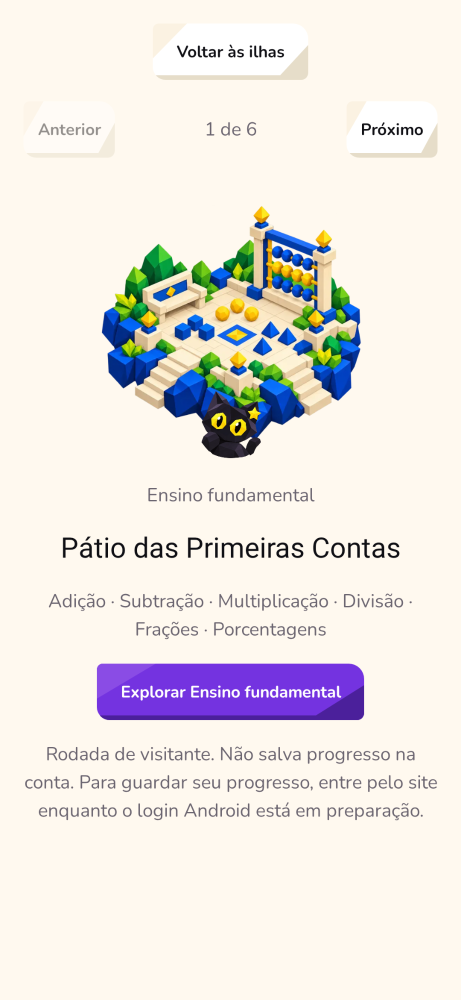 Voltar às ilhas
Anterior
1 de 6
Próximo
Ensino fundamental
Pátio das Primeiras Contas
Adição · Subtração · Multiplicação · Divisão ·
Frações · Porcentagens
Explorar Ensino fundamental
Rodada de visitante. Não salva progresso na
conta. Para guardar seu progresso, entre pelo site
enquanto o login Android está em preparação.